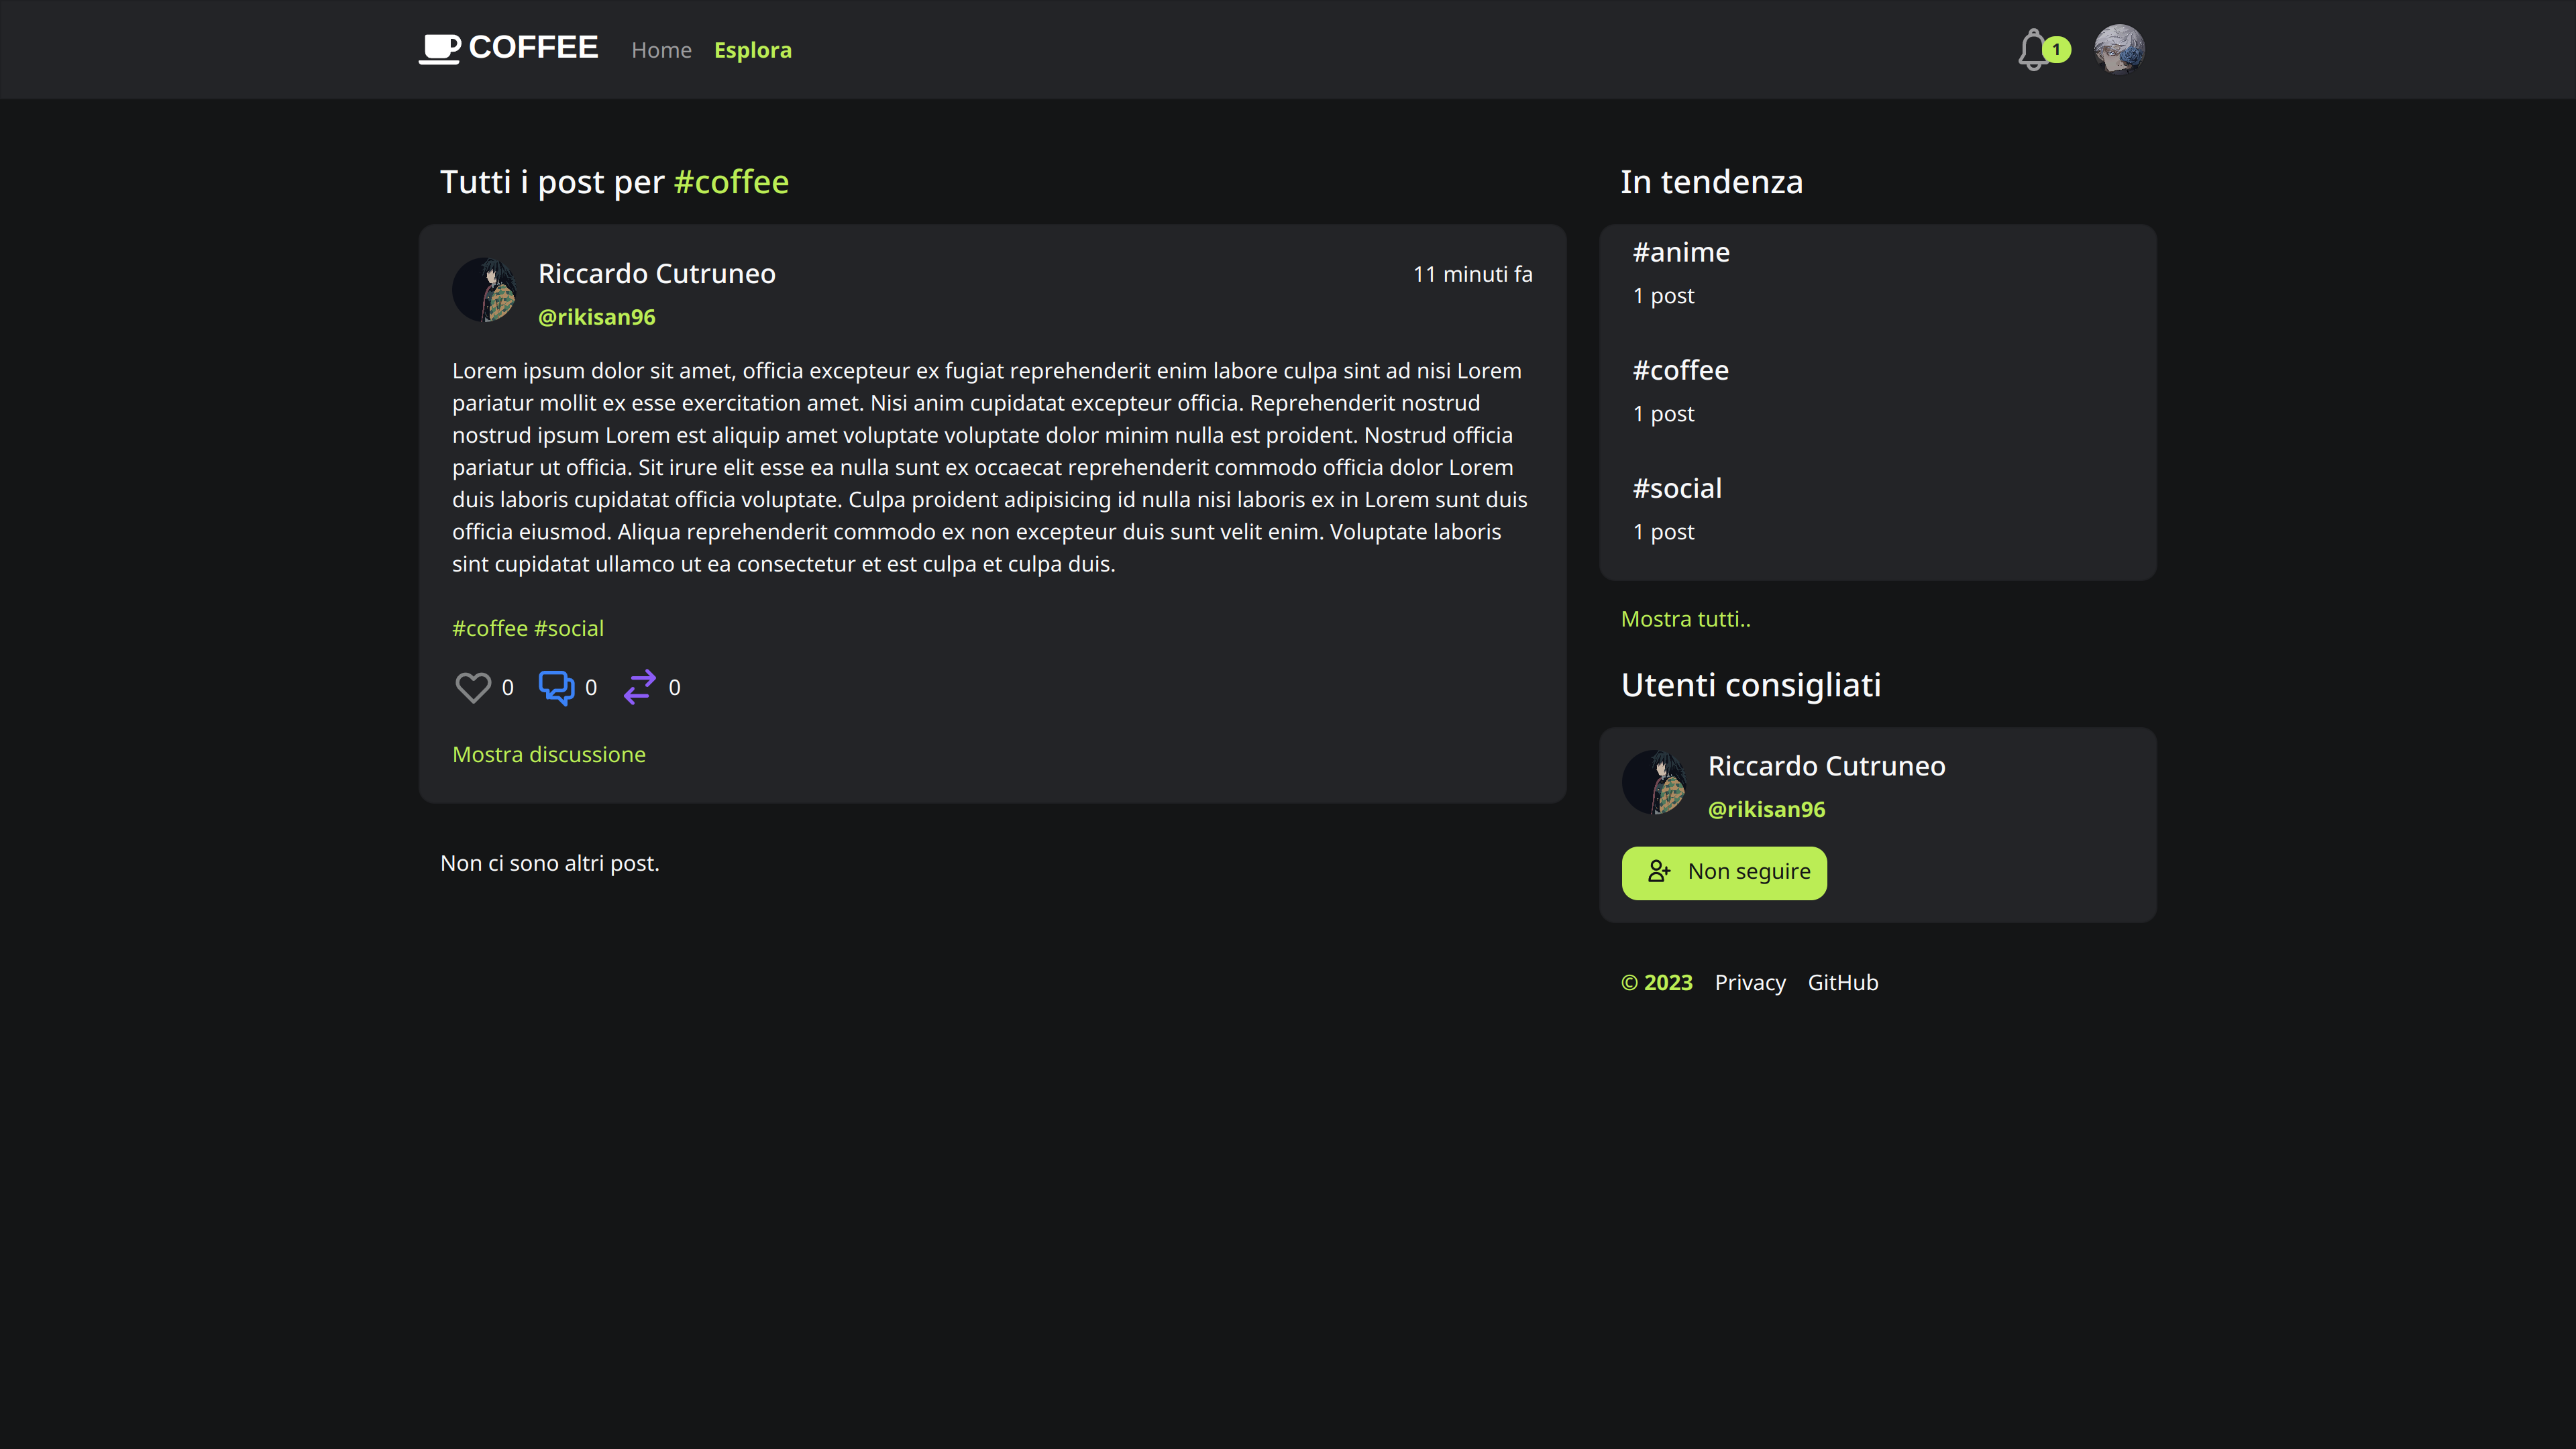 COFFEE Home Esplora 1
Tutti i post per #coffee
Riccardo Cutruneo
11 minuti fa
@rikisan96
Lorem ipsum dolor sit amet, officia excepteur ex fugiat reprehenderit enim labore culpa sint ad nisi Lorem
pariatur mollit ex esse exercitation amet. Nisi anim cupidatat excepteur officia. Reprehenderit nostrud
nostrud ipsum Lorem est aliquip amet voluptate voluptate dolor minim nulla est proident. Nostrud officia
pariatur ut officia. Sit irure elit esse ea nulla sunt ex occaecat reprehenderit commodo officia dolor Lorem
duis laboris cupidatat officia voluptate. Culpa proident adipisicing id nulla nisi laboris ex in Lorem sunt duis
officia eiusmod. Aliqua reprehenderit commodo ex non excepteur duis sunt velit enim. Voluptate laboris
sint cupidatat ullamco ut ea consectetur et est culpa et culpa duis.
#coffee #social
0 0 0
Mostra discussione
Non ci sono altri post.
In tendenza
#anime
1 post
#coffee
1 post
#social
1 post
Mostra tutti..
Utenti consigliati
Riccardo Cutruneo
@rikisan96
Non seguire
© 2023 Privacy GitHub